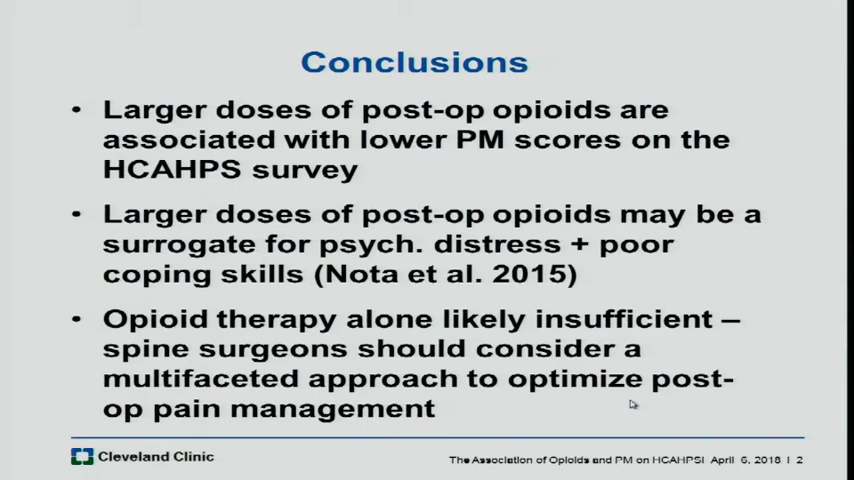 Conclusions
• Larger doses of post-op opioids are
associated with lower PM scores on the
HCAHPS survey
• Larger doses of post-op opioids may be a
surrogate for psych. distress + poor
coping skills (Nota et al. 2015)
• Opioid therapy alone likely insufficient –
spine surgeons should consider a
multifaceted approach to optimize post-
op pain management
Cleveland Clinic
The Association of Opioids and PM on HCAHPSI April 6, 2018 I 2